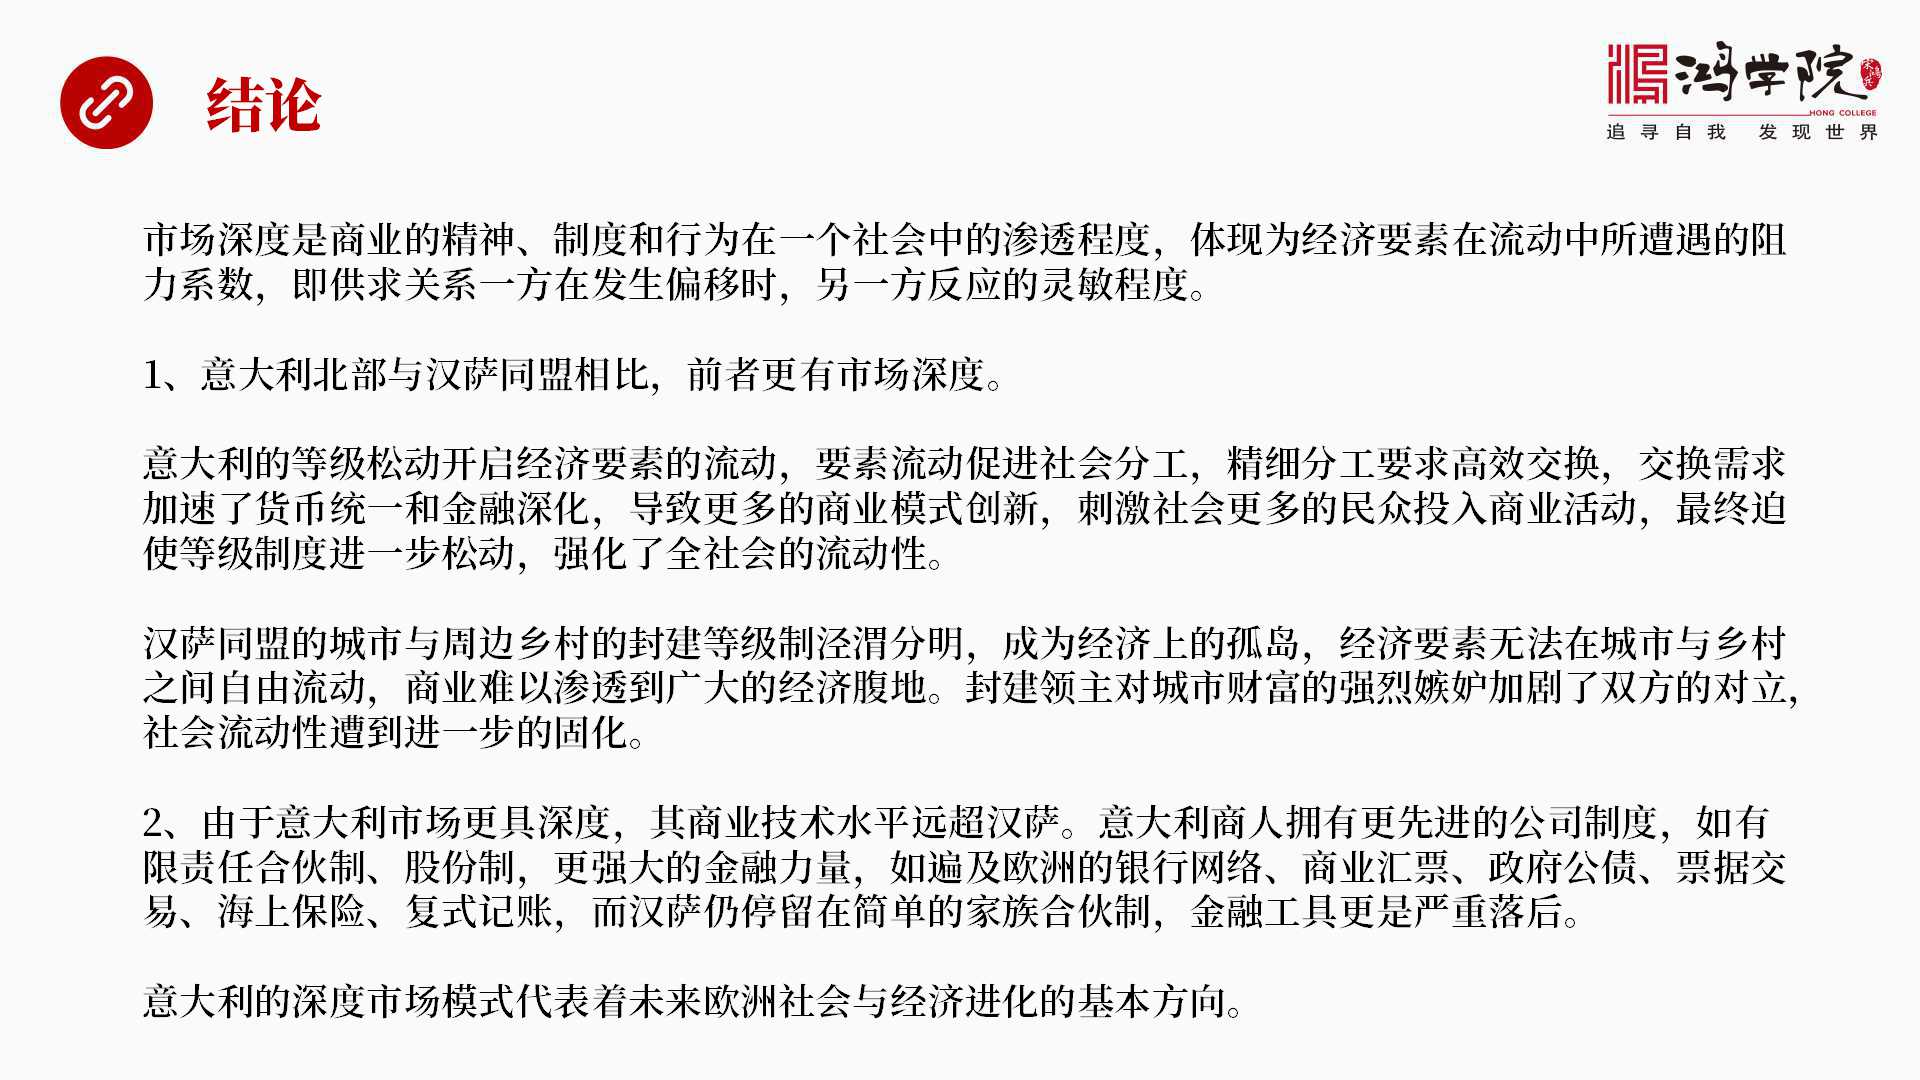 结论
鸿学院
宋鸿兵
HONG COLLEGE
追寻自我 发现世界
市场深度是商业的精神、制度和行为在一个社会中的渗透程度，体现为经济要素在流动中所遭遇的阻
力系数，即供求关系一方在发生偏移时，另一方反应的灵敏程度。
1、意大利北部与汉萨同盟相比，前者更有市场深度。
意大利的等级松动开启经济要素的流动，要素流动促进社会分工，精细分工要求高效交换，交换需求
加速了货币统一和金融深化，导致更多的商业模式创新，刺激社会更多的民众投入商业活动，最终迫
使等级制度进一步松动，强化了全社会的流动性。
汉萨同盟的城市与周边乡村的封建等级制泾渭分明，成为经济上的孤岛，经济要素无法在城市与乡村
之间自由流动，商业难以渗透到广大的经济腹地。封建领主对城市财富的强烈嫉妒加剧了双方的对立，
社会流动性遭到进一步的固化。
2、由于意大利市场更具深度，其商业技术水平远超汉萨。意大利商人拥有更先进的公司制度，如有
限责任合伙制、股份制，更强大的金融力量，如遍及欧洲的银行网络、商业汇票、政府公债、票据交
易、海上保险、复式记账，而汉萨仍停留在简单的家族合伙制，金融工具更是严重落后。
意大利的深度市场模式代表着未来欧洲社会与经济进化的基本方向。